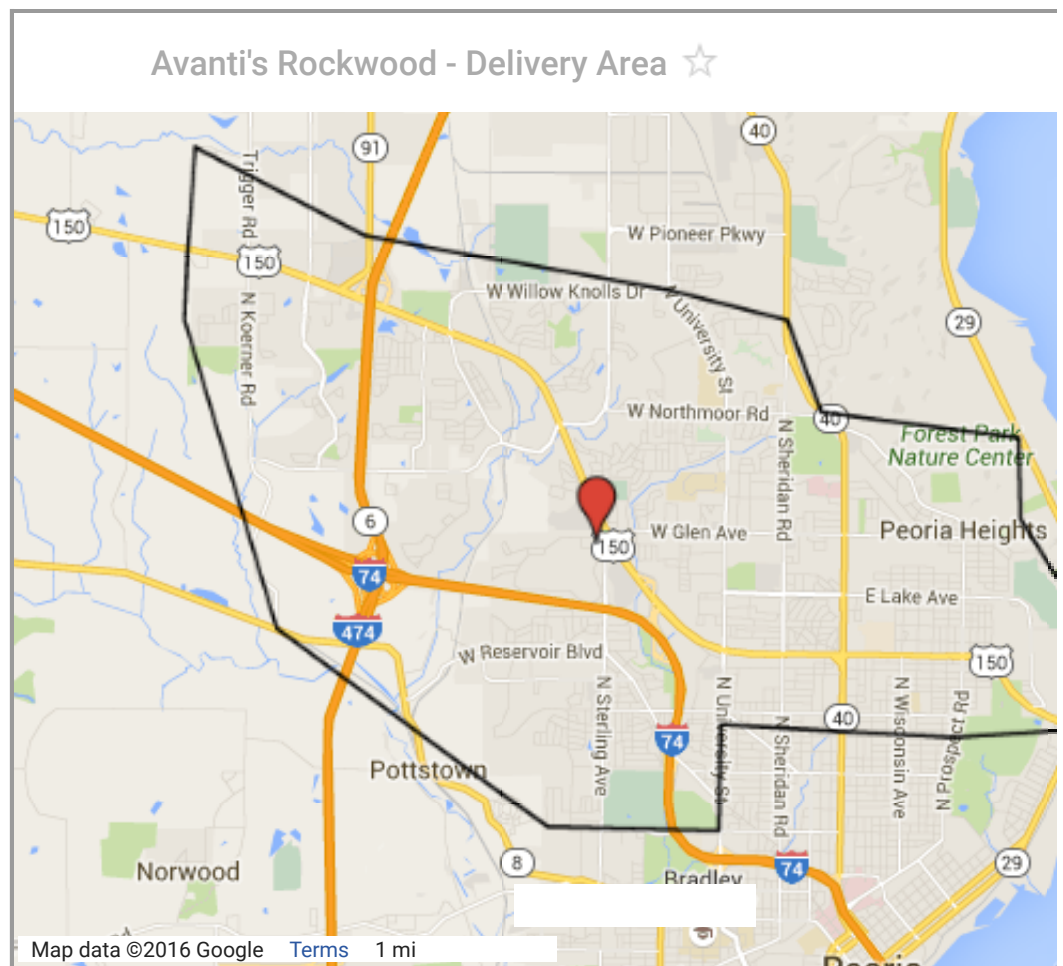 Avanti's Rockwood - Delivery Area
40
91
Trigger Rd
150
W Pioneer Pkwy
150
W Willow Knolls Dr
N Koerner Rd
W University St
29
W Northmoor Rd
40
N Sheridan Rd
Forest Park
Nature Center
6
W Glen Ave
Peoria Heights
150
74
E Lake Ave
474
W Reservoir Blvd
150
N Sterling Ave
N University St
N Sheridan Rd
N Wisconsin Ave
N Prospect Rd
40
74
Pottstown
8
74
29
Norwood
Bradley
Map data ©2016 Google Terms 1 mi
Peoria